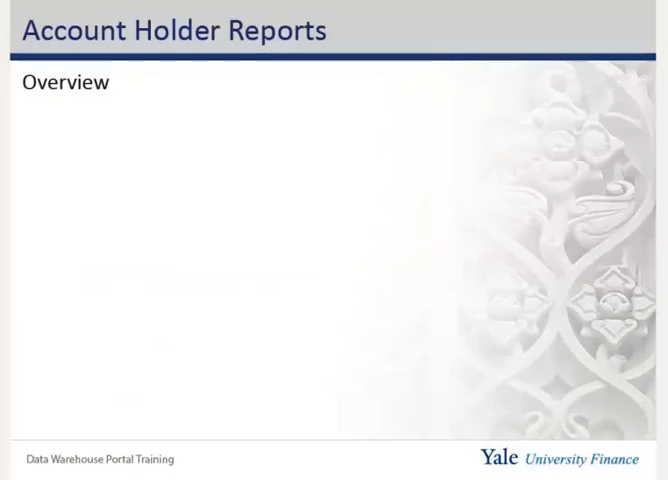 Account Holder Reports
Overview
Data Warehouse Portal Training
Yale University Finance